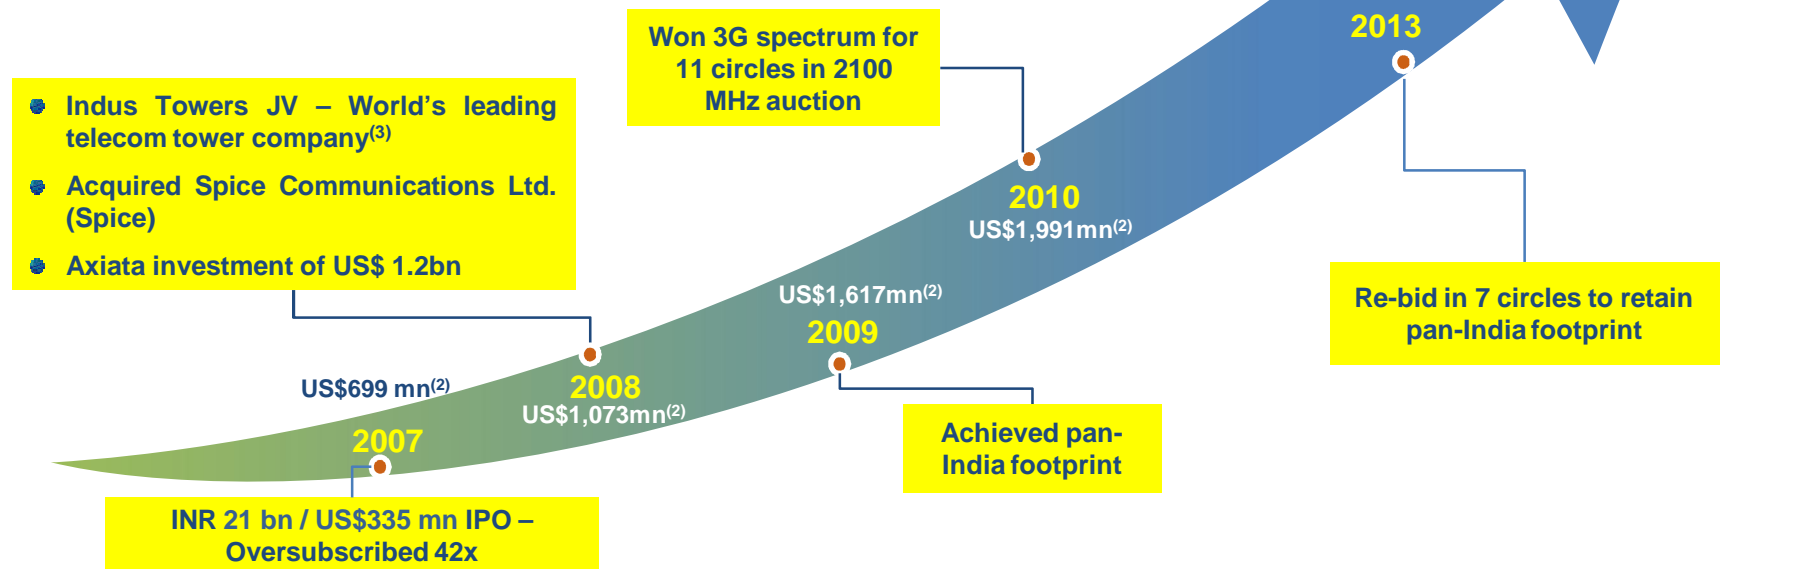 2013
Won 3G spectrum for
11 circles in 2100
MHz auction
Indus Towers JV – World's leading
telecom tower company(3)
Acquired Spice Communications Ltd.
(Spice)
Axiata investment of US$ 1.2bn
2010
US$1,991mn(2)
US$1,617mn(2)
2009
Re-bid in 7 circles to retain
pan-India footprint
US$699 mn(2)
2008
US$1,073mn(2)
2007
Achieved pan-
India footprint
INR 21 bn / US$335 mn IPO –
Oversubscribed 42x